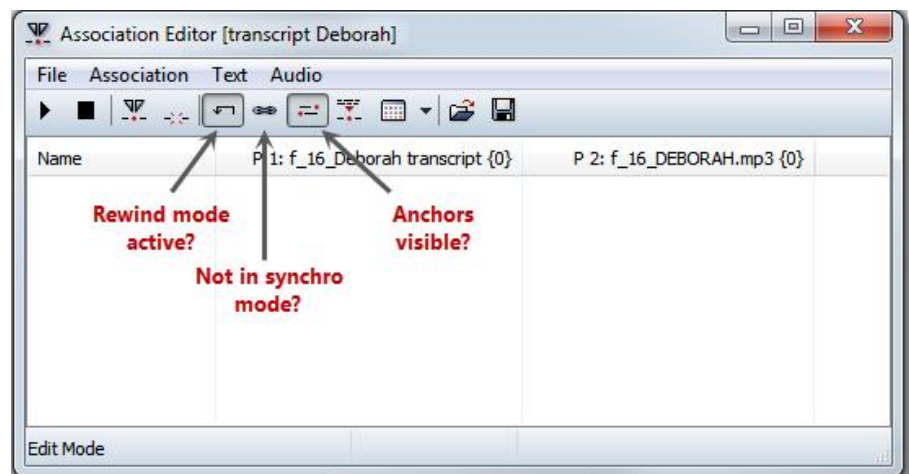 Association Editor [transcript Deborah]
File Association Text Audio
Name P 1: f_16_Deborah transcript {0} P 2: f_16_DEBORAH.mp3 {0}
Rewind mode
active?
Anchors
visible?
Not in synchro
mode?
Edit Mode